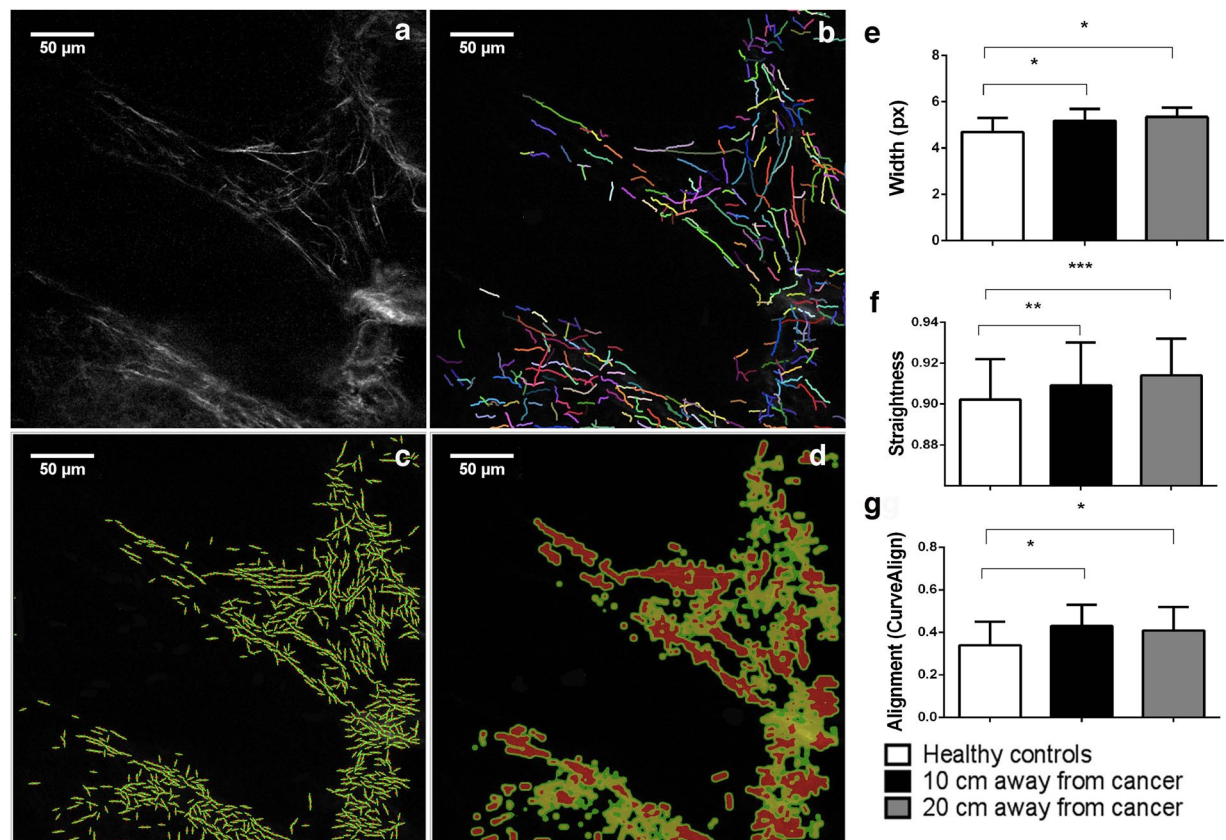 50 µm
a
50 µm
b
50 µm
c
50 µm
d
e
*
*
8
6
4
2
0
Width (px)
f
***
**
0.94
0.92
0.90
0.88
Straightness
g
*
*
0.8
0.6
0.4
0.2
0.0
Alignment (CurveAlign)
Healthy controls
10 cm away from cancer
20 cm away from cancer